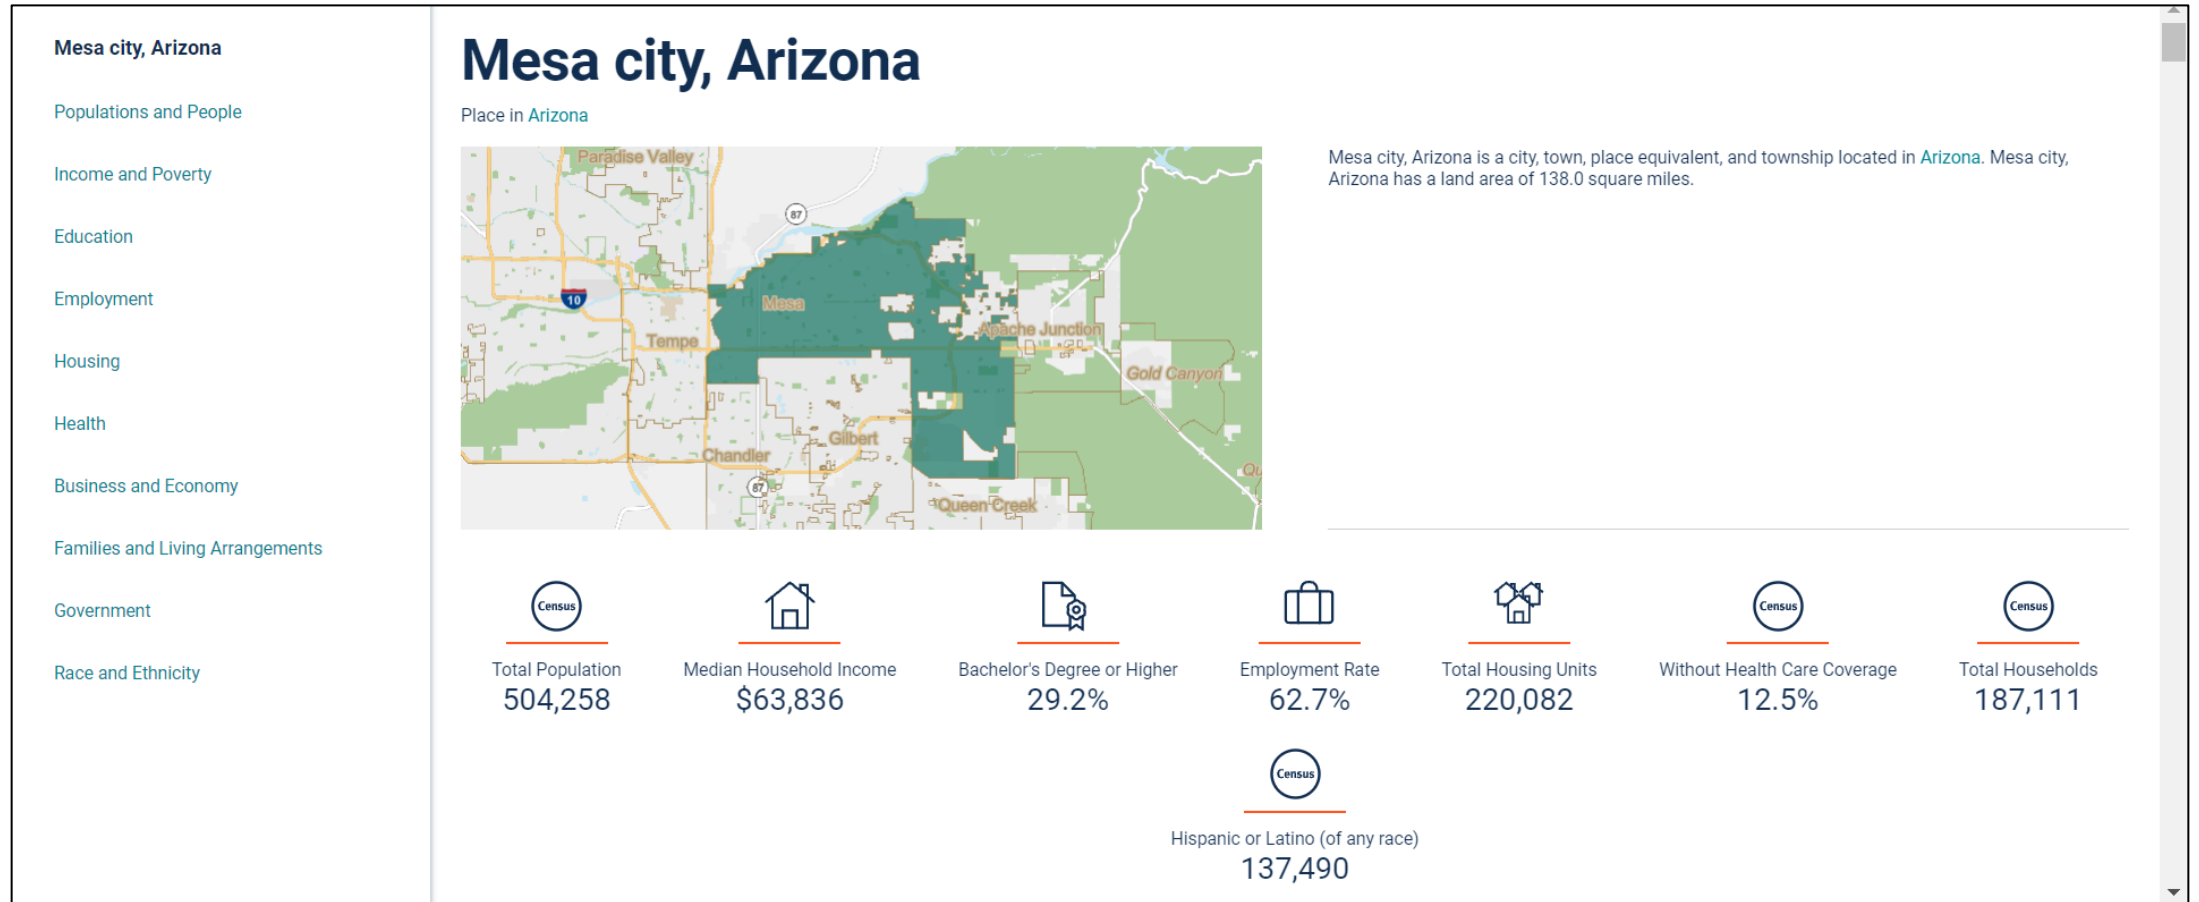 Mesa city, Arizona
Populations and People
Income and Poverty
Education
Employment
Housing
Health
Business and Economy
Families and Living Arrangements
Government
Race and Ethnicity
Mesa city, Arizona
Place in Arizona
Paradise Valley
87
10
Mesa
Tempe
Apache Junction
Gold Canyon
Gilbert
Chandler
87
Qu
Queen Creek
Mesa city, Arizona is a city, town, place equivalent, and township located in Arizona. Mesa city,
Arizona has a land area of 138.0 square miles.
Census
Total Population
504,258
Median Household Income
$63,836
Bachelor's Degree or Higher
29.2%
Employment Rate
62.7%
Total Housing Units
220,082
Census
Without Health Care Coverage
12.5%
Census
Total Households
187,111
Census
Hispanic or Latino (of any race)
137,490